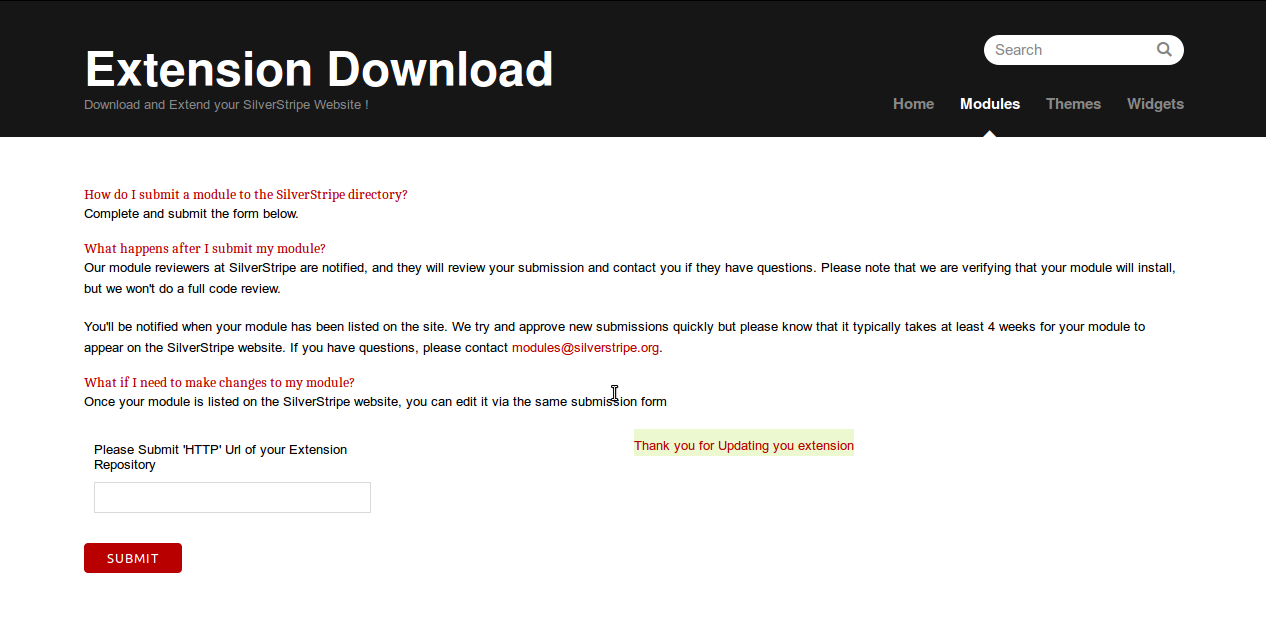 Extension Download
Download and Extend your SilverStripe Website !
Search
Home Modules Themes Widgets
How do I submit a module to the SilverStripe directory?
Complete and submit the form below.
What happens after I submit my module?
Our module reviewers at SilverStripe are notified, and they will review your submission and contact you if they have questions. Please note that we are verifying that your module will install,
but we won't do a full code review.
You'll be notified when your module has been listed on the site. We try and approve new submissions quickly but please know that it typically takes at least 4 weeks for your module to
appear on the SilverStripe website. If you have questions, please contact modules@silverstripe.org.
What if I need to make changes to my module?
Once your module is listed on the SilverStripe website, you can edit it via the same submission form
Please Submit 'HTTP' Url of your Extension
Repository
Thank you for Updating you extension
SUBMIT